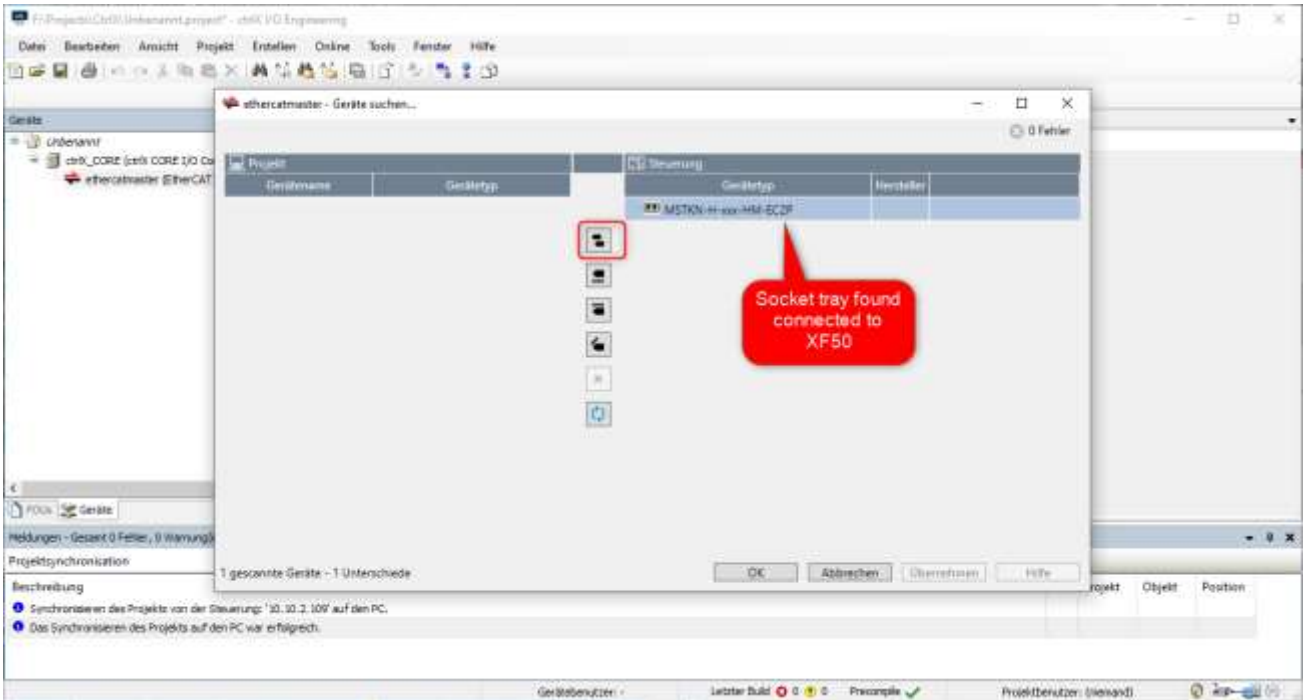 F:\Projects\CtrlX\Unbenannt.project* - ctrlX I/O Engineering
Datei Bearbeiten Ansicht Projekt Erstellen Online Tools Fenster Hilfe
ethercatmaster - Geräte suchen...
0 Fehler
Geräte
Unbenannt
ctrlX_CORE (ctrlX CORE I/O Co
ethercatmaster (EtherCAT
Projekt
Steuerung
Gerätename Gerätetyp
Gerätetyp Hersteller
MSTKN-H-xxx-HM-ECZP
Socket tray found
connected to
XF50
POUs Geräte
Meldungen - Gesamt 0 Fehler, 0 Warnung
Projektsynchronisation
1 gescannte Geräte - 1 Unterschiede
OK Abbrechen Übernehmen Hilfe
Beschreibung
rojekt Objekt Position
Synchronisieren des Projekts von der Steuerung: '10.10.2.109' auf den PC.
Das Synchronisieren des Projekts auf den PC war erfolgreich.
Gerätebenutzer: - Letzter Build 0 0 Precompile Projektbenutzer: (niemand)